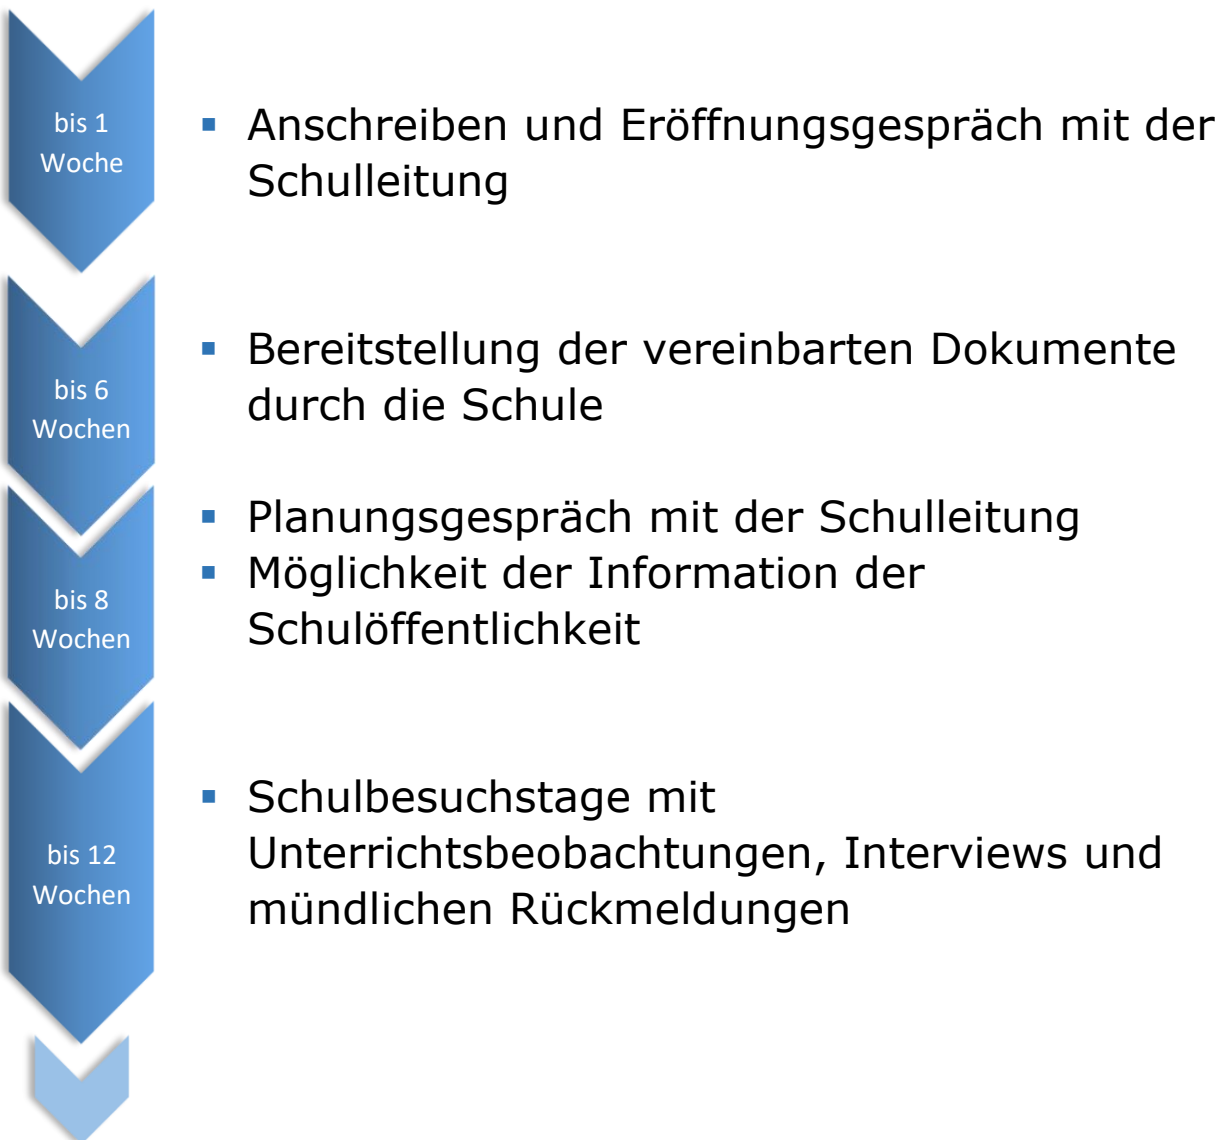 bis 1
Woche
▪ Anschreiben und Eröffnungsgespräch mit der
Schulleitung
bis 6
Wochen
▪ Bereitstellung der vereinbarten Dokumente
durch die Schule
bis 8
Wochen
▪ Planungsgespräch mit der Schulleitung
▪ Möglichkeit der Information der
Schulöffentlichkeit
bis 12
Wochen
▪ Schulbesuchstage mit
Unterrichtsbeobachtungen, Interviews und
mündlichen Rückmeldungen